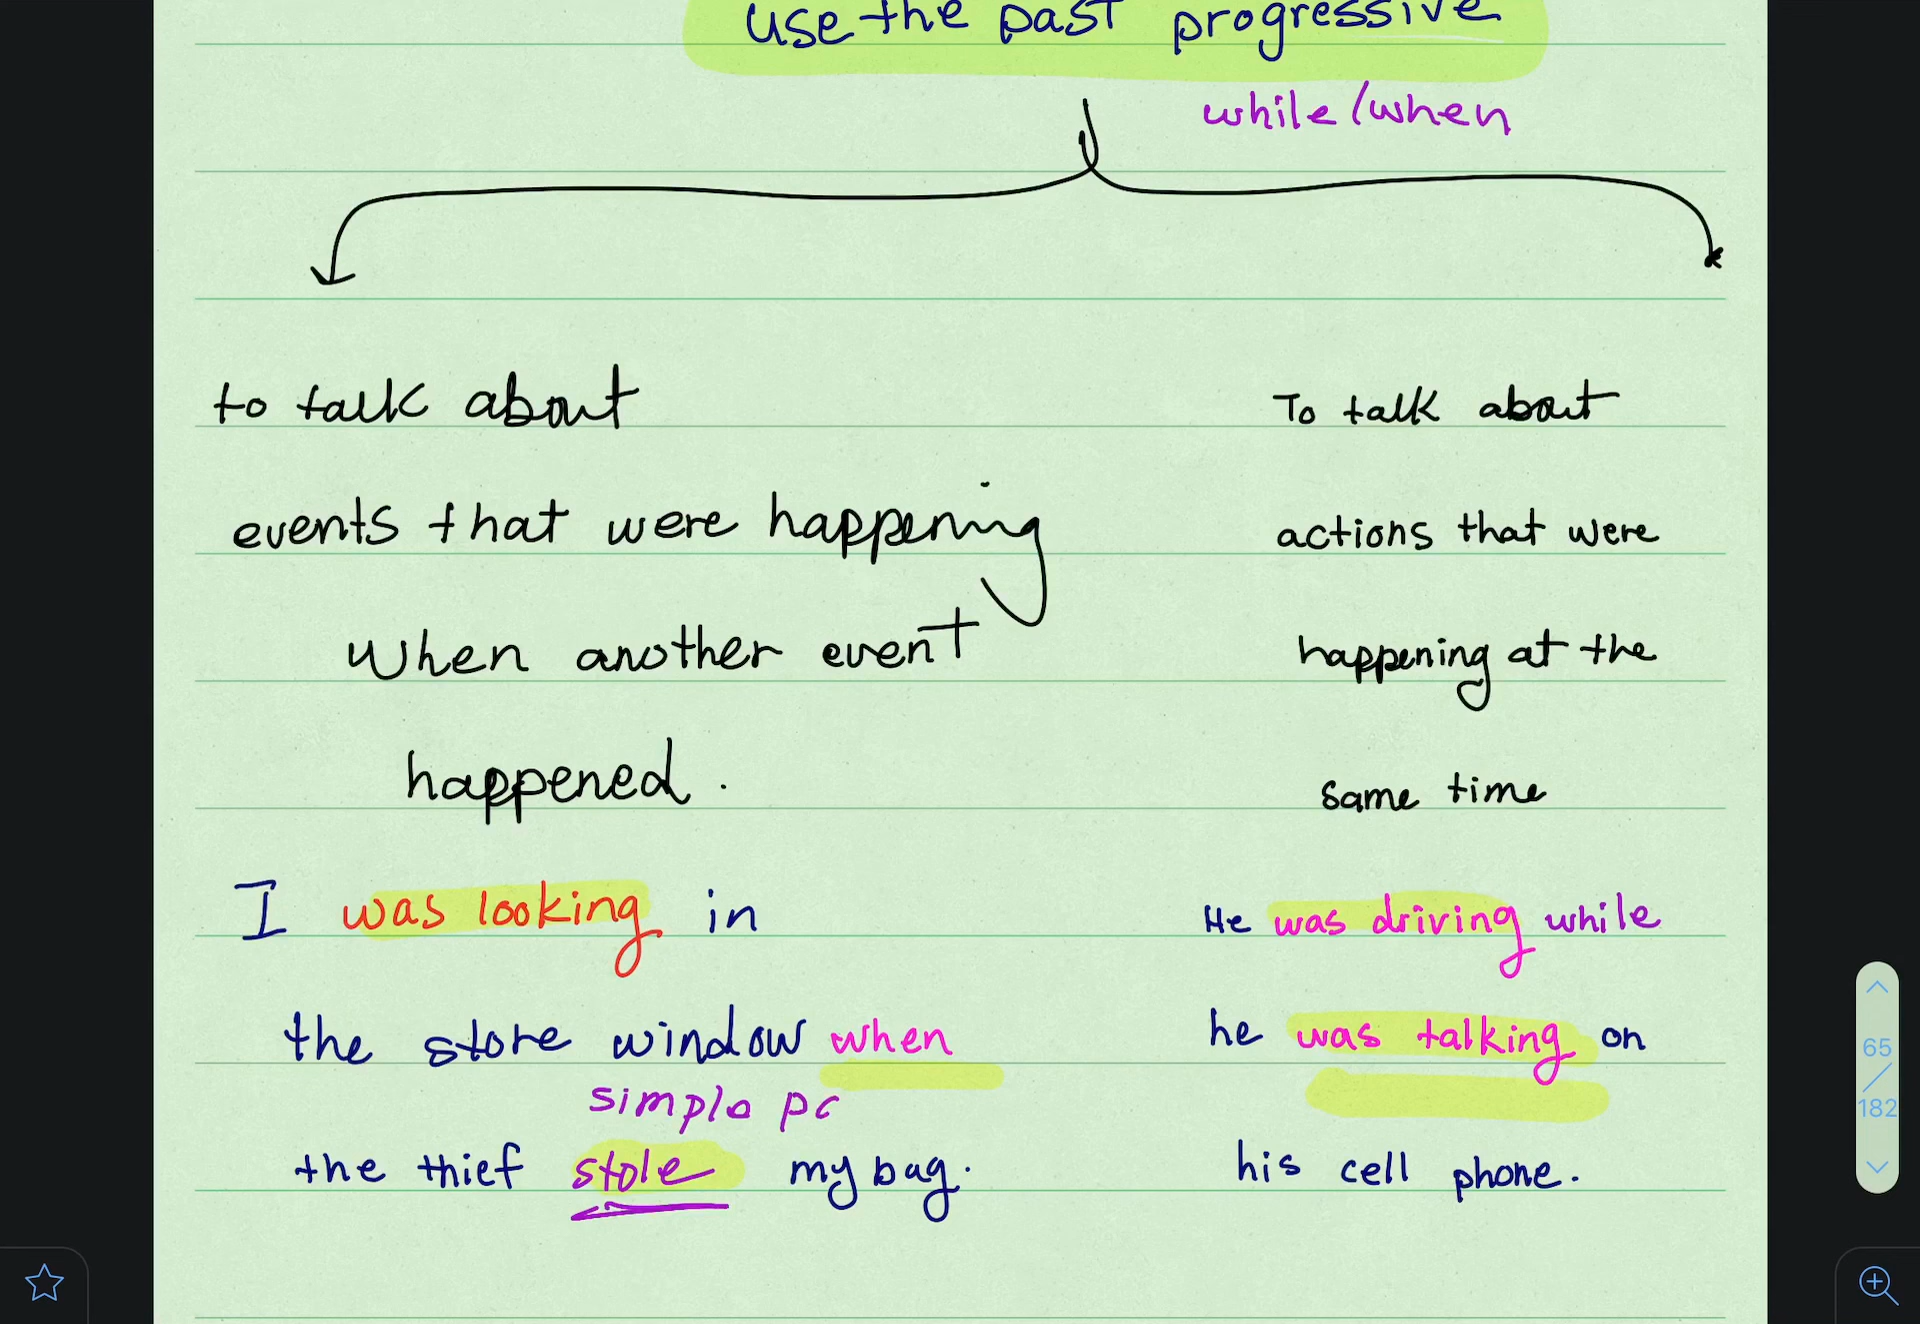 use the past progressive
while/when
to talk about
events that were happening
when another event
happened.
I was looking in
the store window when
simple pc
the thief stole my bag.
To talk about
actions that were
happening at the
same time
He was driving while
he was talking on
his cell phone.
65
/
182